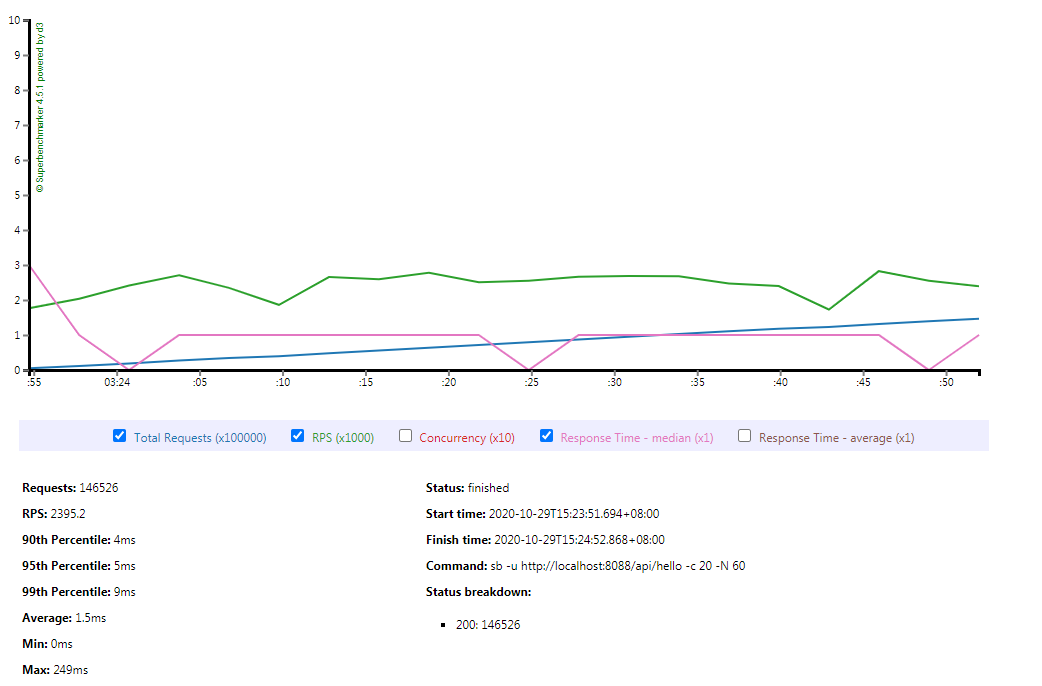 10
9
8
7
6
5
4
3
2
1
0
© Superbenchmarker 4.5.1 powered by d3
:55 03:24 :05 :10 :15 :20 :25 :30 :35 :40 :45 :50
Total Requests (x100000) RPS (x1000) Concurrency (x10) Response Time - median (x1) Response Time - average (x1)
Requests: 146526
RPS: 2395.2
90th Percentile: 4ms
95th Percentile: 5ms
99th Percentile: 9ms
Average: 1.5ms
Min: 0ms
Max: 249ms
Status: finished
Start time: 2020-10-29T15:23:51.694+08:00
Finish time: 2020-10-29T15:24:52.868+08:00
Command: sb -u http://localhost:8088/api/hello -c 20 -N 60
Status breakdown:
200: 146526